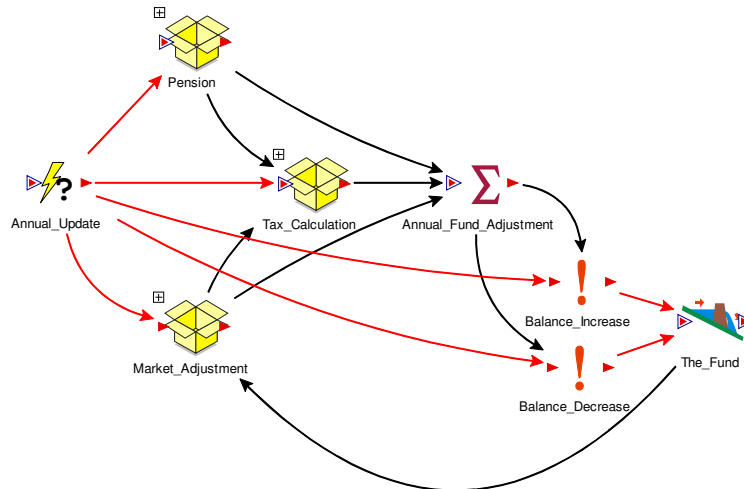 Pension
Annual_Update
Tax_Calculation
Annual_Fund_Adjustment
Balance_Increase
Market_Adjustment
The_Fund
Balance_Decrease